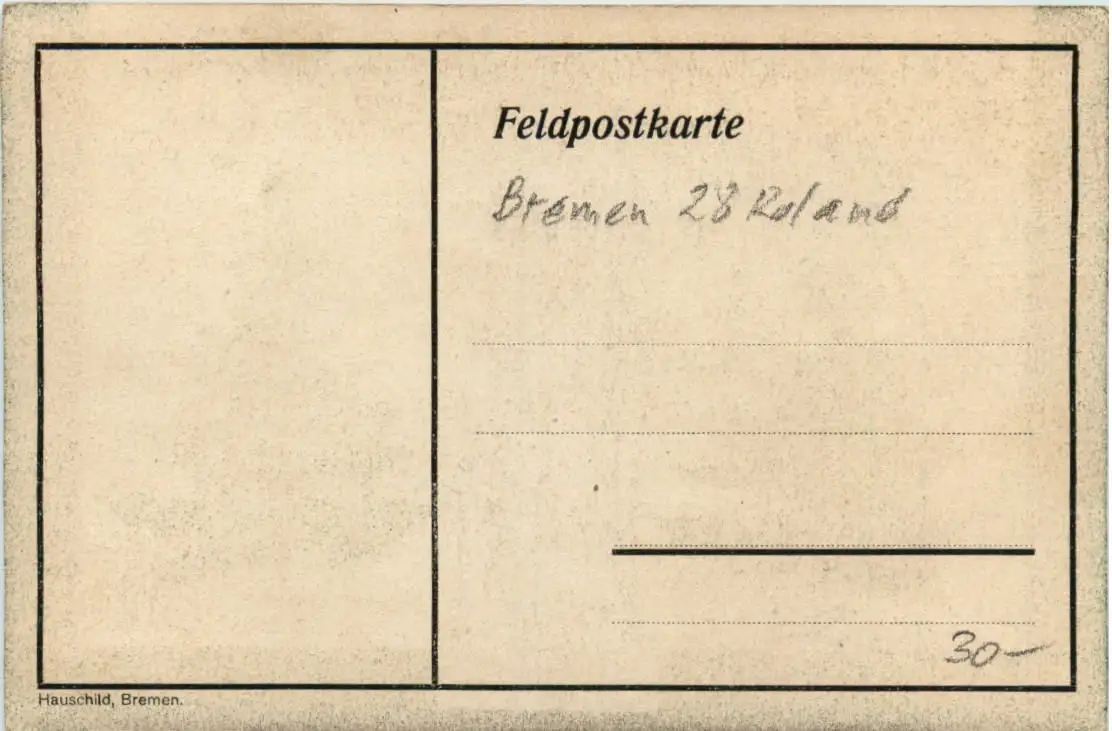 Feldpostkarte
Bremen 28 Roland
30-
Hauschild, Bremen.